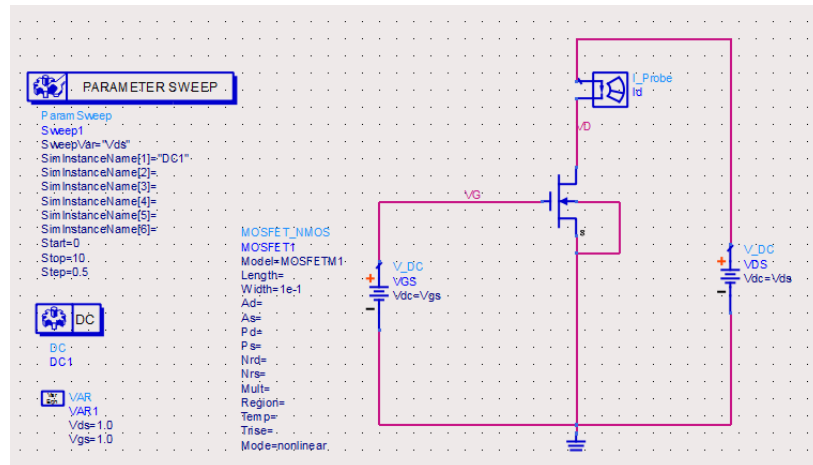 PARAMETER SWEEP
ParamSweep
Sweep1
SweepVar="Vds"
SimInstanceName[1]="DC1"
SimInstanceName[2]=
SimInstanceName[3]=
SimInstanceName[4]=
SimInstanceName[5]=
SimInstanceName[6]=
Start=0
Stop=10
Step=0.5
DC
DC
DC1
Var
Eqn
VAR
VAR1
Vds=1.0
Vgs=1.0
MOSFET_NMOS
MOSFET1
Model=MOSFETM1
Length=
Width=1e-1
Ad=
As=
Pd=
Ps=
Nrd=
Nrs=
Mult=
Region=
Temp=
Trise=
Mode=nonlinear
VG
V_DC
VGS
Vdc=Vgs
I_Probe
Id
VD
s
V_DC
VDS
Vdc=Vds